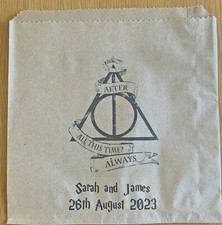 AFTER
ALL THIS TIME?
ALWAYS
Sarah and James
26th August 2023